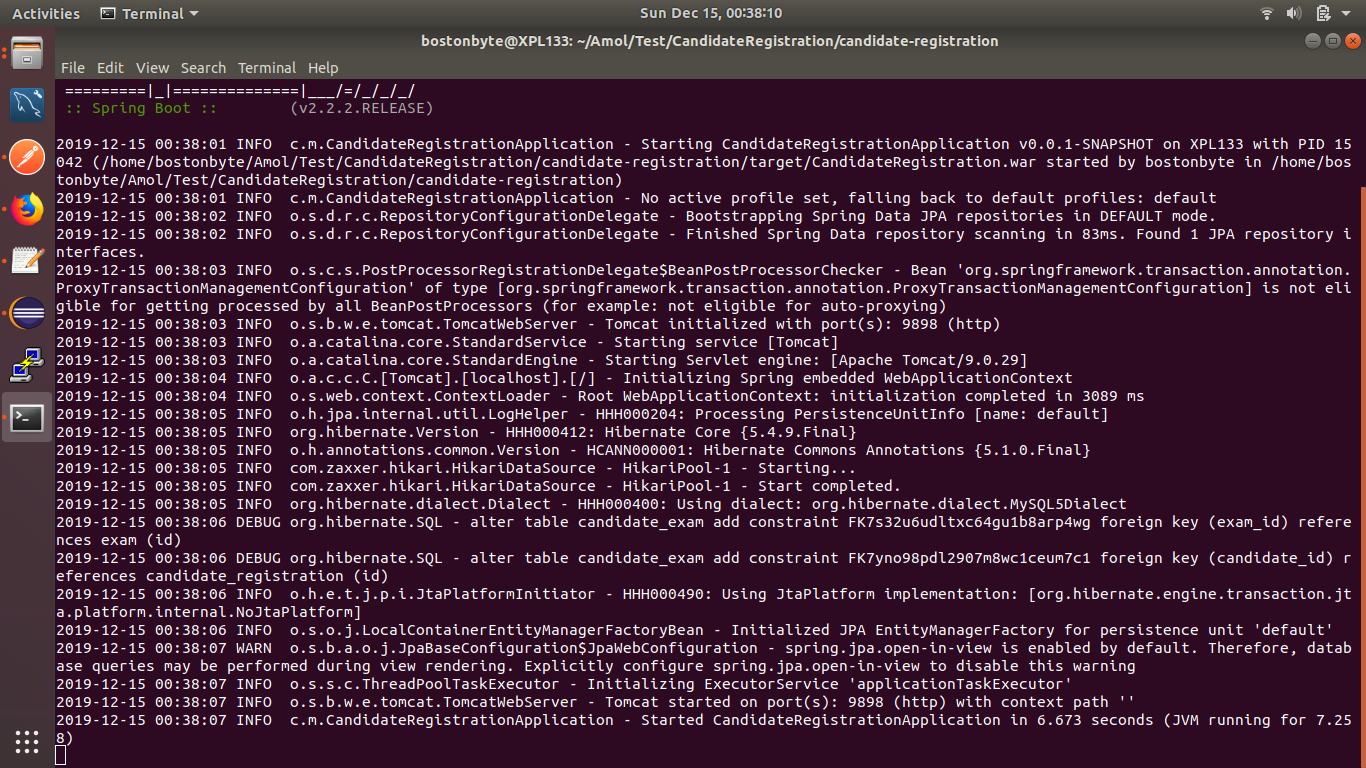 Activities Terminal Sun Dec 15, 00:38:10
bostonbyte@XPL133: ~/Amol/Test/CandidateRegistration/candidate-registration
File Edit View Search Terminal Help
=========|_|==============|___/=/_/_/_/
:: Spring Boot :: (v2.2.2.RELEASE)
2019-12-15 00:38:01 INFO  c.m.CandidateRegistrationApplication - Starting CandidateRegistrationApplication v0.0.1-SNAPSHOT on XPL133 with PID 15
042 (/home/bostonbyte/Amol/Test/CandidateRegistration/candidate-registration/target/CandidateRegistration.war started by bostonbyte in /home/bos
tonbyte/Amol/Test/CandidateRegistration/candidate-registration)
2019-12-15 00:38:01 INFO  c.m.CandidateRegistrationApplication - No active profile set, falling back to default profiles: default
2019-12-15 00:38:02 INFO  o.s.d.r.c.RepositoryConfigurationDelegate - Bootstrapping Spring Data JPA repositories in DEFAULT mode.
2019-12-15 00:38:02 INFO  o.s.d.r.c.RepositoryConfigurationDelegate - Finished Spring Data repository scanning in 83ms. Found 1 JPA repository i
nterfaces.
2019-12-15 00:38:03 INFO  o.s.c.s.PostProcessorRegistrationDelegate$BeanPostProcessorChecker - Bean 'org.springframework.transaction.annotation.
ProxyTransactionManagementConfiguration' of type [org.springframework.transaction.annotation.ProxyTransactionManagementConfiguration] is not eli
gible for getting processed by all BeanPostProcessors (for example: not eligible for auto-proxying)
2019-12-15 00:38:03 INFO  o.s.b.w.e.tomcat.TomcatWebServer - Tomcat initialized with port(s): 9898 (http)
2019-12-15 00:38:03 INFO  o.a.catalina.core.StandardService - Starting service [Tomcat]
2019-12-15 00:38:03 INFO  o.a.catalina.core.StandardEngine - Starting Servlet engine: [Apache Tomcat/9.0.29]
2019-12-15 00:38:04 INFO  o.a.c.c.C.[Tomcat].[localhost].[/] - Initializing Spring embedded WebApplicationContext
2019-12-15 00:38:04 INFO  o.s.web.context.ContextLoader - Root WebApplicationContext: initialization completed in 3089 ms
2019-12-15 00:38:05 INFO  o.h.jpa.internal.util.LogHelper - HHH000204: Processing PersistenceUnitInfo [name: default]
2019-12-15 00:38:05 INFO  org.hibernate.Version - HHH000412: Hibernate Core {5.4.9.Final}
2019-12-15 00:38:05 INFO  o.h.annotations.common.Version - HCANN000001: Hibernate Commons Annotations {5.1.0.Final}
2019-12-15 00:38:05 INFO  com.zaxxer.hikari.HikariDataSource - HikariPool-1 - Starting...
2019-12-15 00:38:05 INFO  com.zaxxer.hikari.HikariDataSource - HikariPool-1 - Start completed.
2019-12-15 00:38:05 INFO  org.hibernate.dialect.Dialect - HHH000400: Using dialect: org.hibernate.dialect.MySQL5Dialect
2019-12-15 00:38:06 DEBUG org.hibernate.SQL - alter table candidate_exam add constraint FK7s32u6udltxc64gu1b8arp4wg foreign key (exam_id) refere
nces exam (id)
2019-12-15 00:38:06 DEBUG org.hibernate.SQL - alter table candidate_exam add constraint FK7yno98pdl2907m8wc1ceum7c1 foreign key (candidate_id) r
eferences candidate_registration (id)
2019-12-15 00:38:06 INFO  o.h.e.t.j.p.i.JtaPlatformInitiator - HHH000490: Using JtaPlatform implementation: [org.hibernate.engine.transaction.jt
a.platform.internal.NoJtaPlatform]
2019-12-15 00:38:06 INFO  o.s.o.j.LocalContainerEntityManagerFactoryBean - Initialized JPA EntityManagerFactory for persistence unit 'default'
2019-12-15 00:38:07 WARN  o.s.b.a.o.j.JpaBaseConfiguration$JpaWebConfiguration - spring.jpa.open-in-view is enabled by default. Therefore, datab
ase queries may be performed during view rendering. Explicitly configure spring.jpa.open-in-view to disable this warning
2019-12-15 00:38:07 INFO  o.s.s.c.ThreadPoolTaskExecutor - Initializing ExecutorService 'applicationTaskExecutor'
2019-12-15 00:38:07 INFO  o.s.b.w.e.tomcat.TomcatWebServer - Tomcat started on port(s): 9898 (http) with context path ''
2019-12-15 00:38:07 INFO  c.m.CandidateRegistrationApplication - Started CandidateRegistrationApplication in 6.673 seconds (JVM running for 7.25
8)